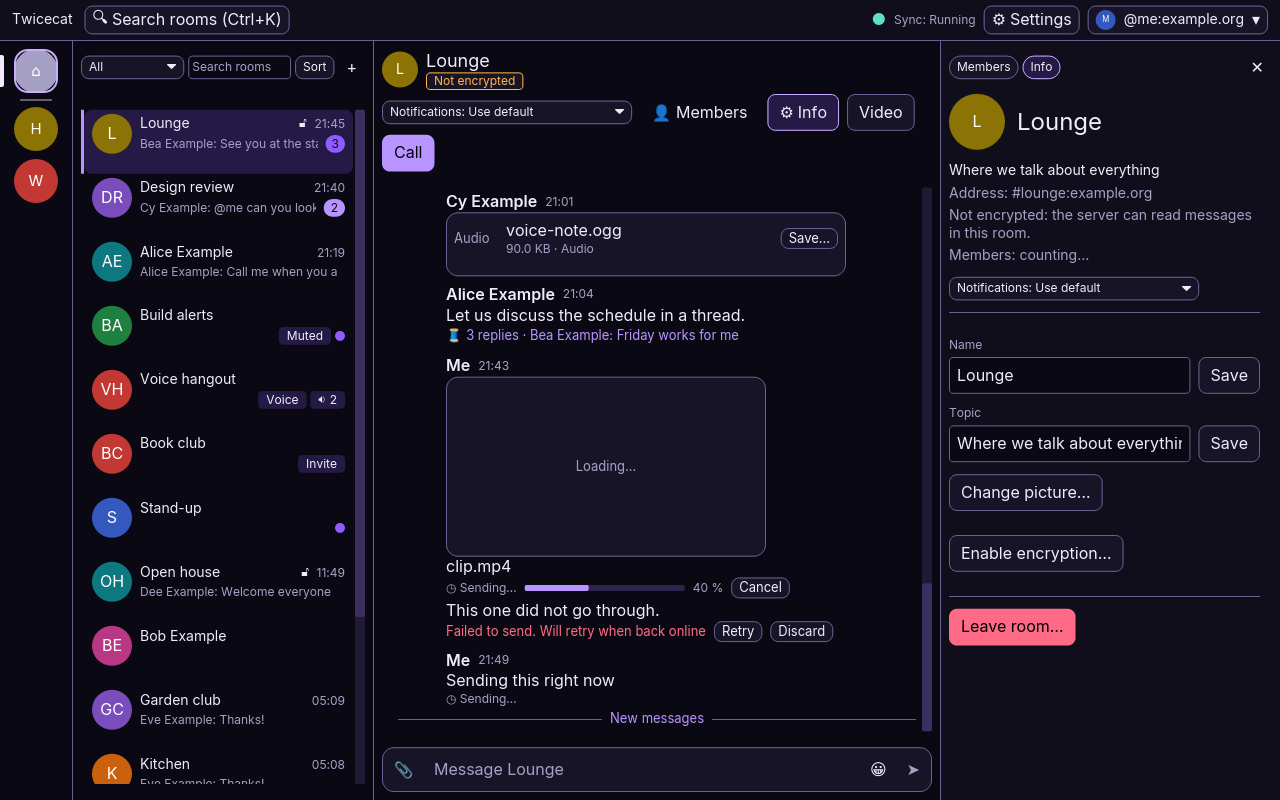 Twicecat
🔍 Search rooms (Ctrl+K)
Sync: Running
⚙ Settings
M @me:example.org ▾
⌂
H
W
All
Search rooms
Sort
+
L
Lounge
21:45
Bea Example: See you at the sta
3
DR
Design review
21:40
Cy Example: @me can you look
2
AE
Alice Example
21:19
Alice Example: Call me when you a
BA
Build alerts
Muted
VH
Voice hangout
Voice
2
BC
Book club
Invite
S
Stand-up
OH
Open house
11:49
Dee Example: Welcome everyone
BE
Bob Example
GC
Garden club
05:09
Eve Example: Thanks!
K
Kitchen
05:08
Eve Example: Thanks!
L
Lounge
Not encrypted
Notifications: Use default
👤 Members
⚙ Info
Video
Call
Cy Example 21:01
Audio
voice-note.ogg
90.0 KB · Audio
Save...
Alice Example 21:04
Let us discuss the schedule in a thread.
🧵 3 replies · Bea Example: Friday works for me
Me 21:43
Loading...
clip.mp4
◷ Sending...
40 %
Cancel
This one did not go through.
Failed to send. Will retry when back online
Retry
Discard
Me 21:49
Sending this right now
◷ Sending...
New messages
📎 Message Lounge 😀 ➤
Members
Info
✕
L
Lounge
Where we talk about everything
Address: #lounge:example.org
Not encrypted: the server can read messages
in this room.
Members: counting...
Notifications: Use default
Name
Lounge
Save
Topic
Where we talk about everythin
Save
Change picture...
Enable encryption...
Leave room...